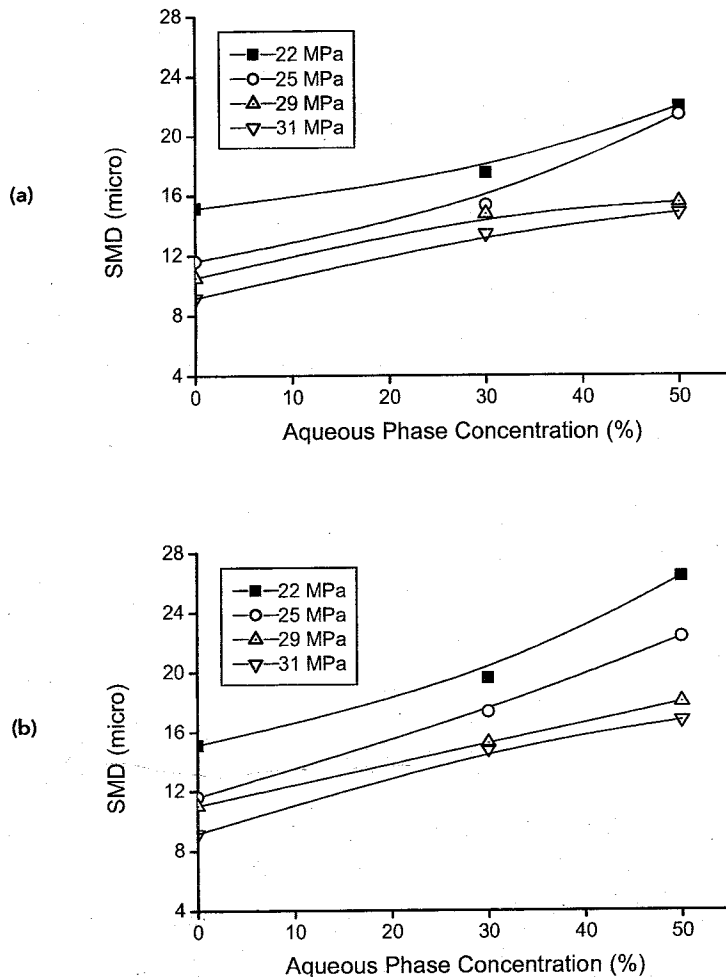 (a)
SMD (micro)
28
24
20
16
12
8
4
22 MPa
25 MPa
29 MPa
31 MPa
0 10 20 30 40 50
Aqueous Phase Concentration (%)
(b)
SMD (micro)
28
24
20
16
12
8
4
22 MPa
25 MPa
29 MPa
31 MPa
0 10 20 30 40 50
Aqueous Phase Concentration (%)